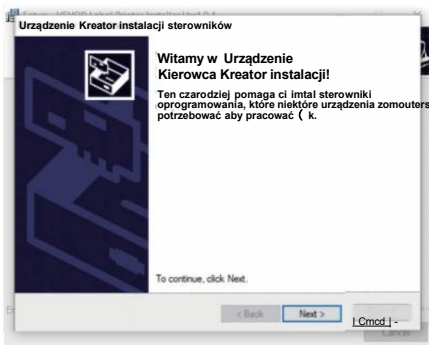 Urządzenie Kreator instalacji sterowników
Witamy w Urządzenie
Kierowca Kreator instalacji!
Ten czarodziej pomaga ci imtal sterowniki
oprogramowania, które niektóre urządzenia zomouters
potrzebować aby pracować ( k.
To continue, click Next.
< Back Next > | Cmcd | -
Cancel